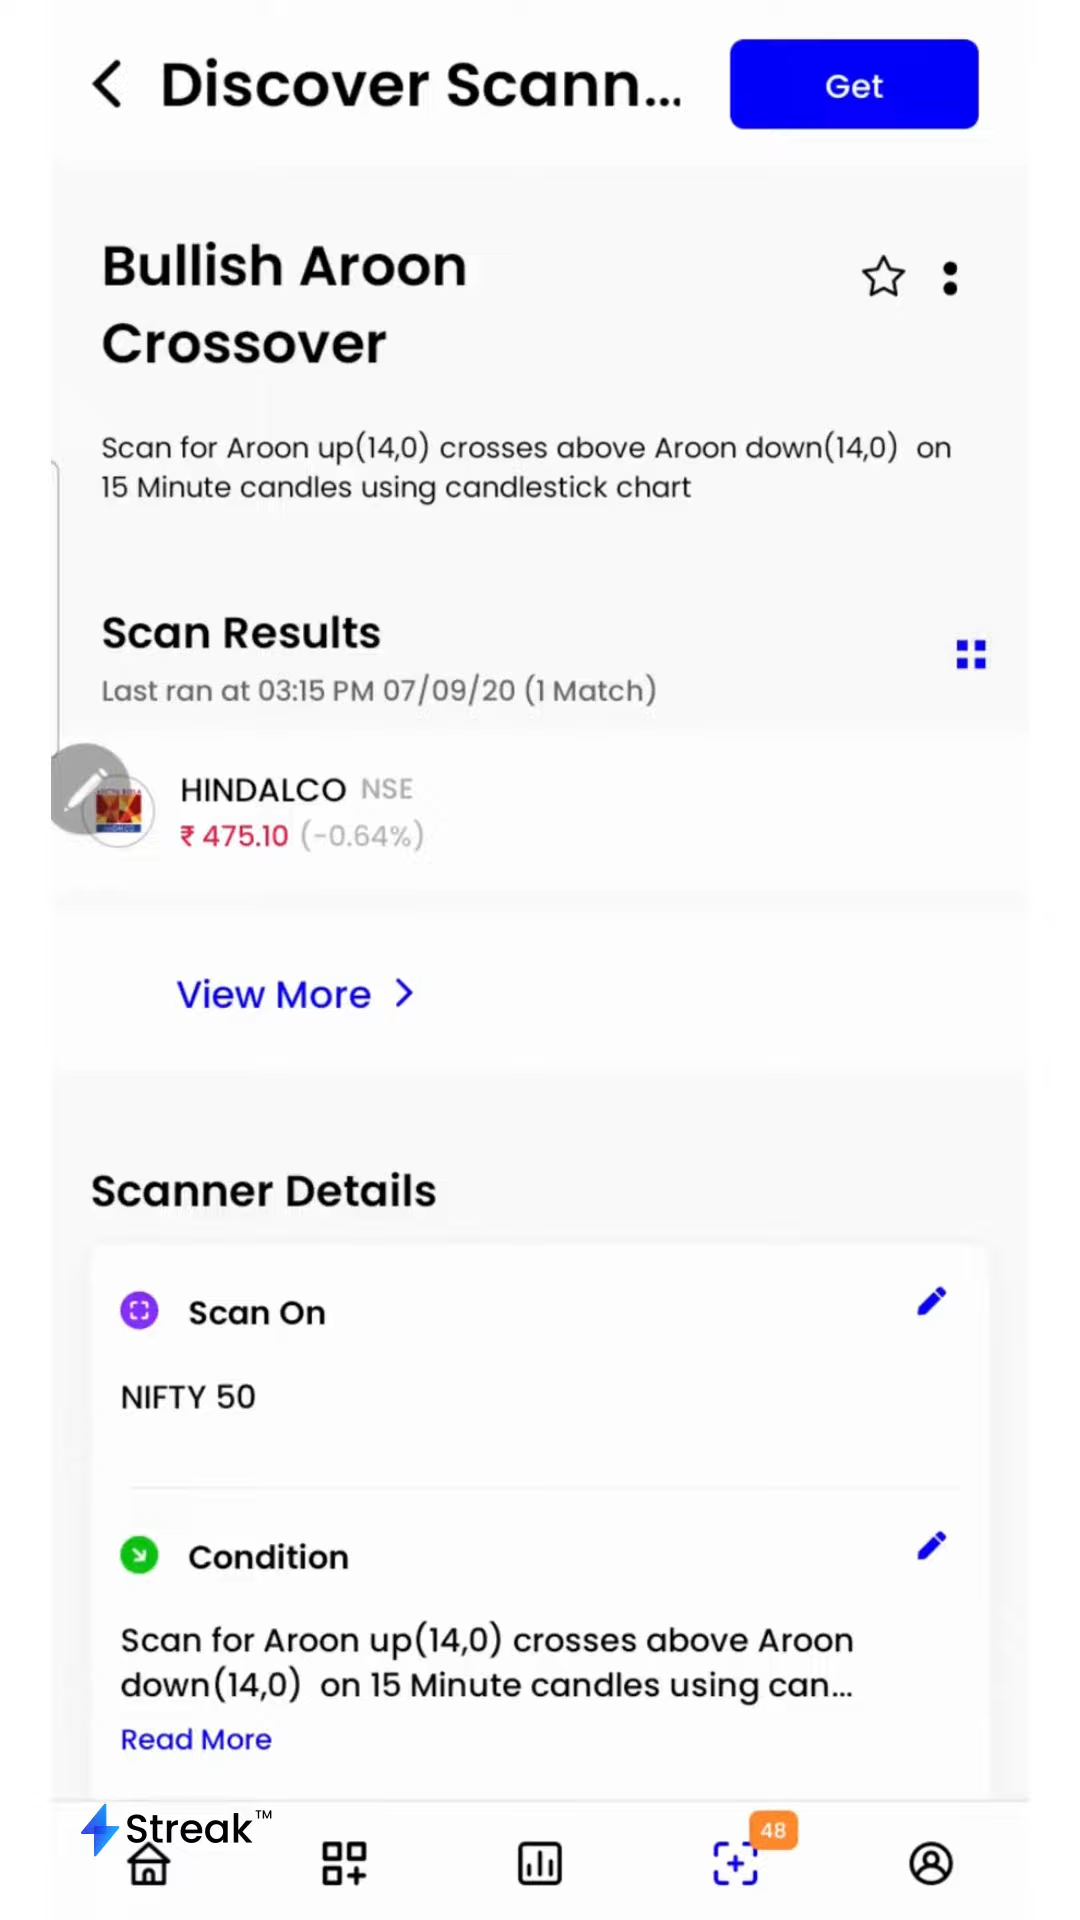 Discover Scann...
Get
Bullish Aroon
Crossover
Scan for Aroon up(14,0) crosses above Aroon down(14,0) on
15 Minute candles using candlestick chart
Scan Results
Last ran at 03:15 PM 07/09/20 (1 Match)
HINDALCO NSE
₹ 475.10 (-0.64%)
View More
Scanner Details
Scan On
NIFTY 50
Condition
Scan for Aroon up(14,0) crosses above Aroon
down(14,0) on 15 Minute candles using can...
Read More
Streak™
48